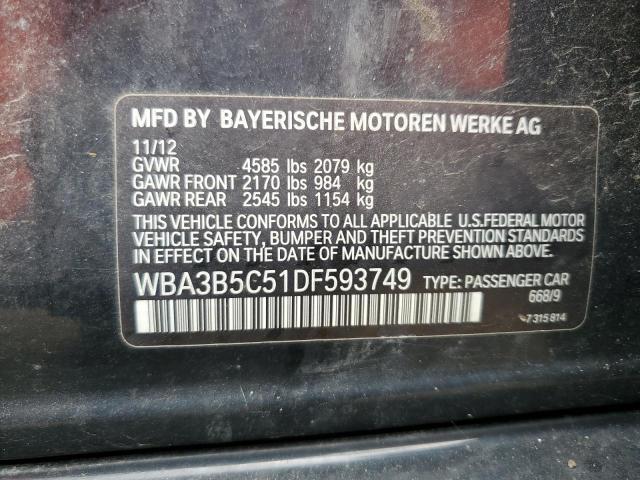 MFD BY BAYERISCHE MOTOREN WERKE AG
11/12
GVWR 4585 lbs 2079 kg
GAWR FRONT 2170 lbs 984 kg
GAWR REAR 2545 lbs 1154 kg
THIS VEHICLE CONFORMS TO ALL APPLICABLE U.S.FEDERAL MOTOR
VEHICLE SAFETY, BUMPER AND THEFT PREVENTION STANDARDS
IN EFFECT ON THE DATE OF MANUFACTURE SHOWN ABOVE.
WBA3B5C51DF593749 TYPE: PASSENGER CAR
668/9
7 315 814